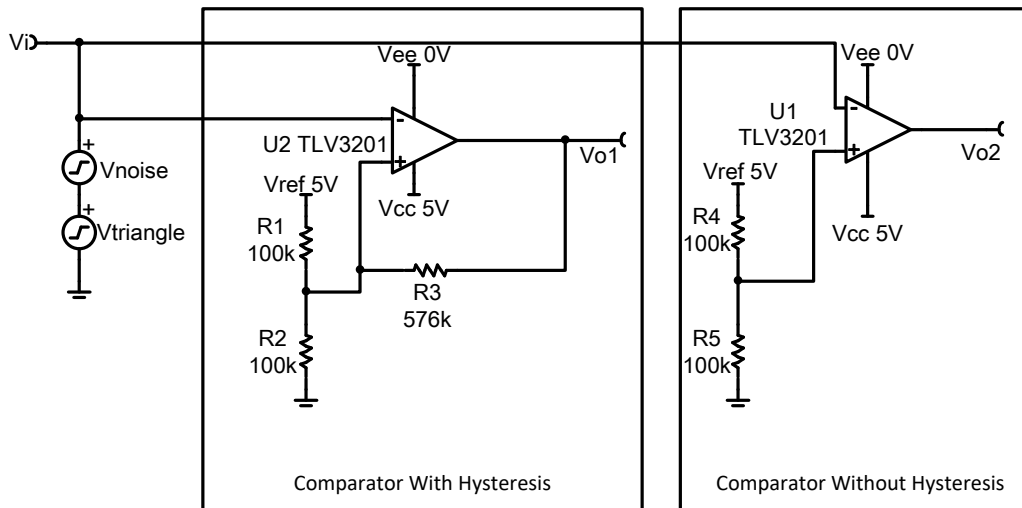 Vi
+
Vnoise
+
Vtriangle
Vee 0V
-
+
U2 TLV3201
Vcc 5V
Vo1
Vref 5V
R1
100k
R3
576k
R2
100k
Comparator With Hysteresis
Vee 0V
-
+
U1
TLV3201
Vcc 5V
Vo2
Vref 5V
R4
100k
R5
100k
Comparator Without Hysteresis